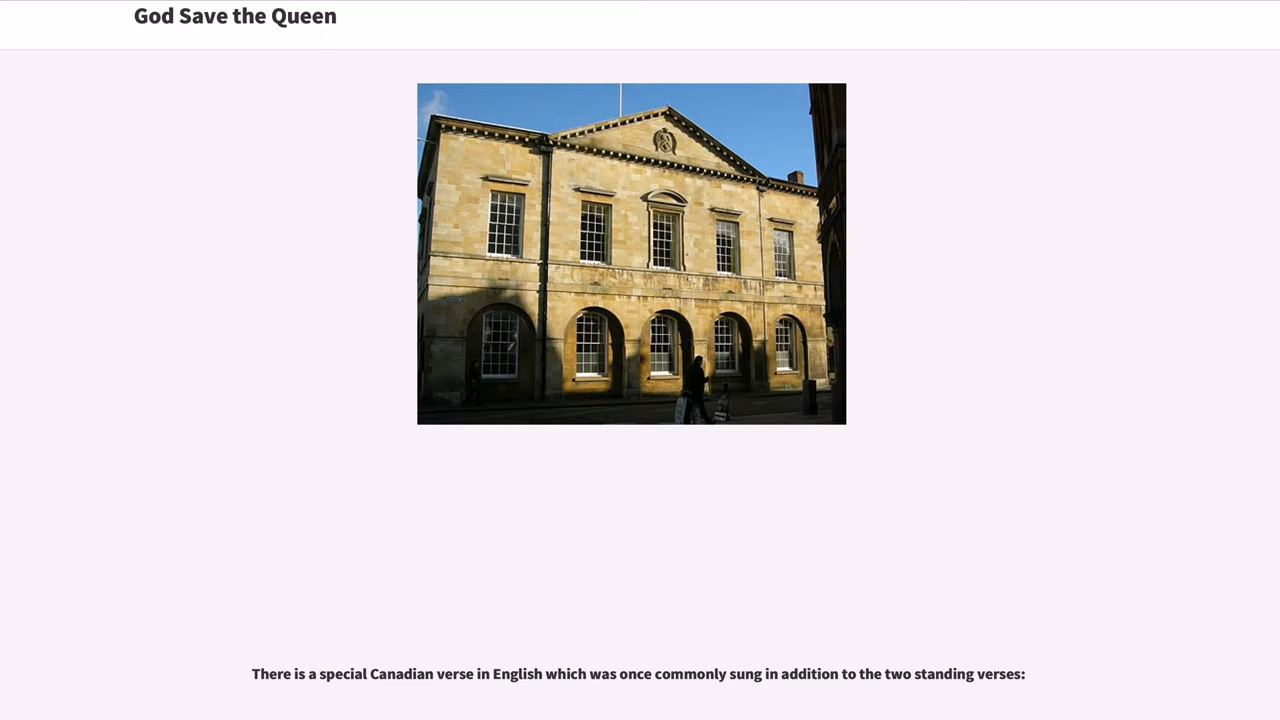 God Save the Queen
There is a special Canadian verse in English which was once commonly sung in addition to the two standing verses: